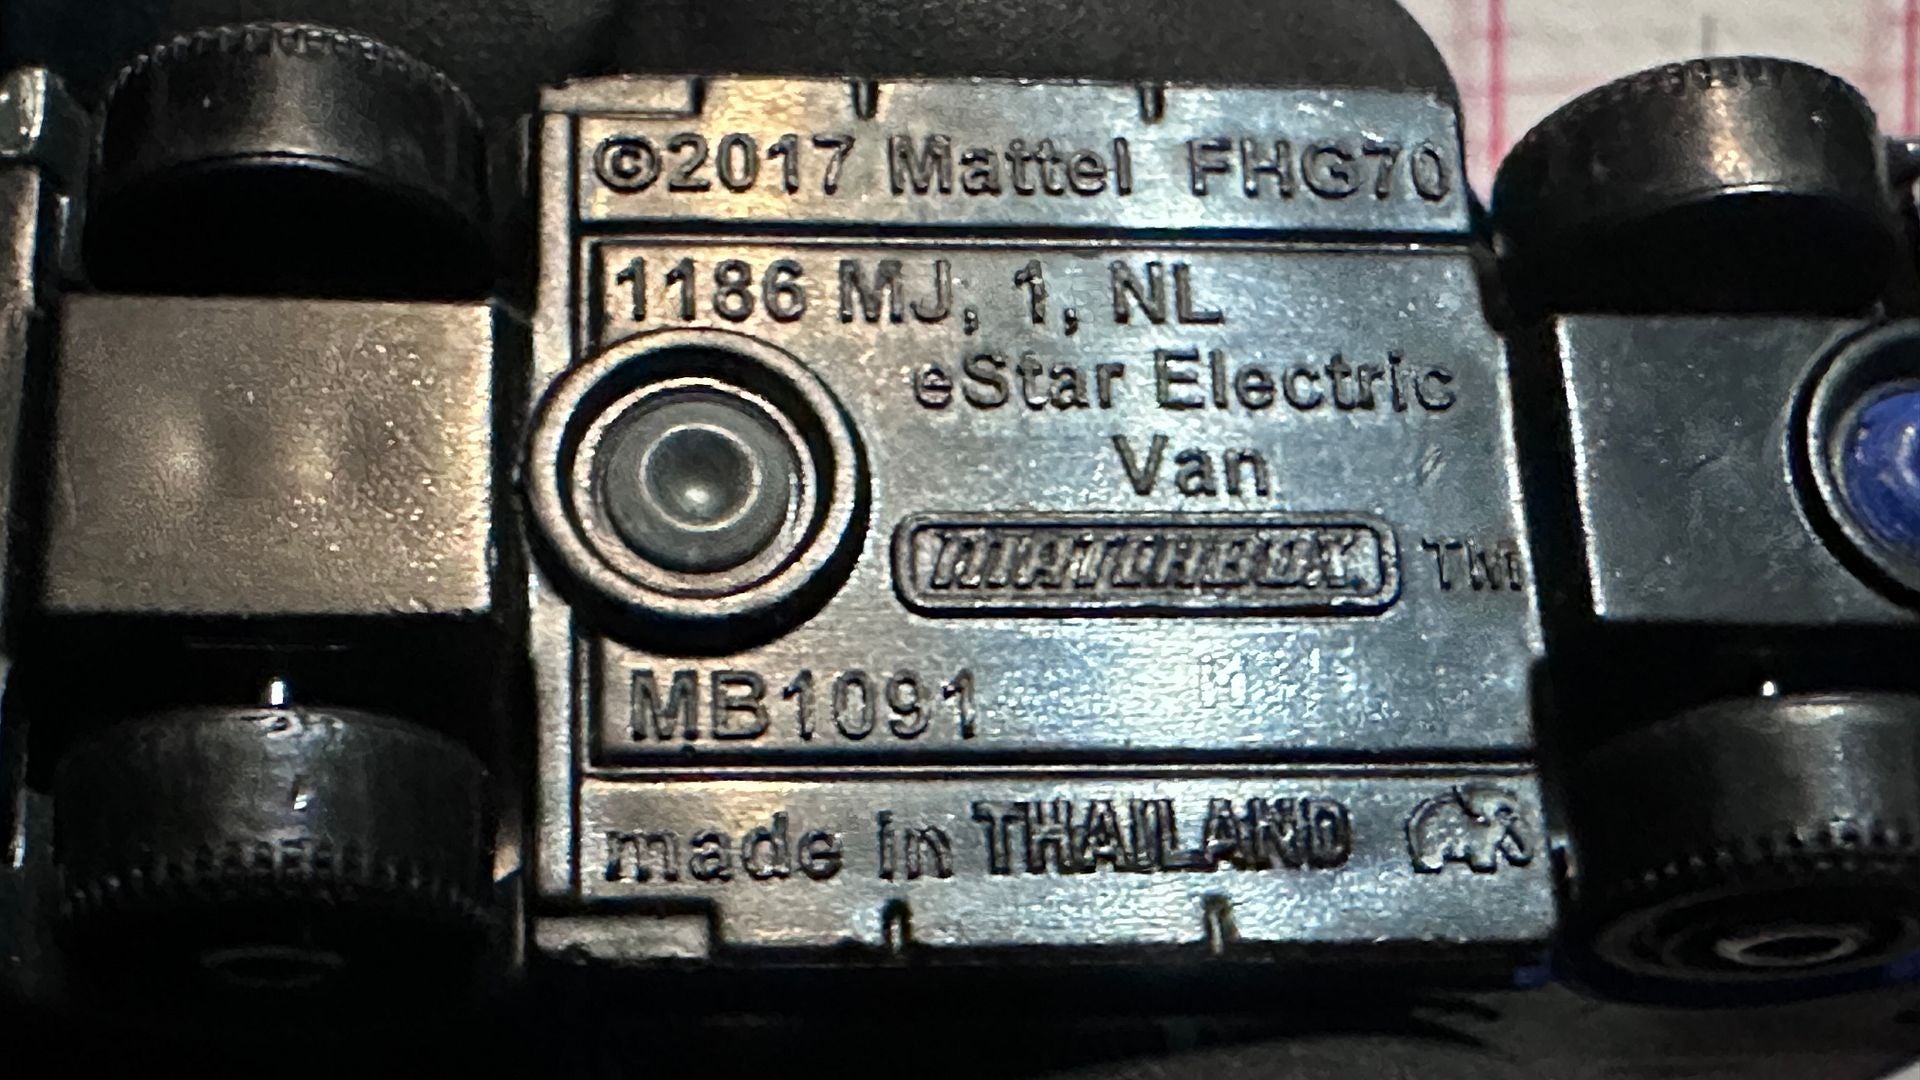 ©2017 Mattel FHG70
1186 MJ, 1, NL
eStar Electric
Van
MATCHBOX TM
MB1091
made in THAILAND